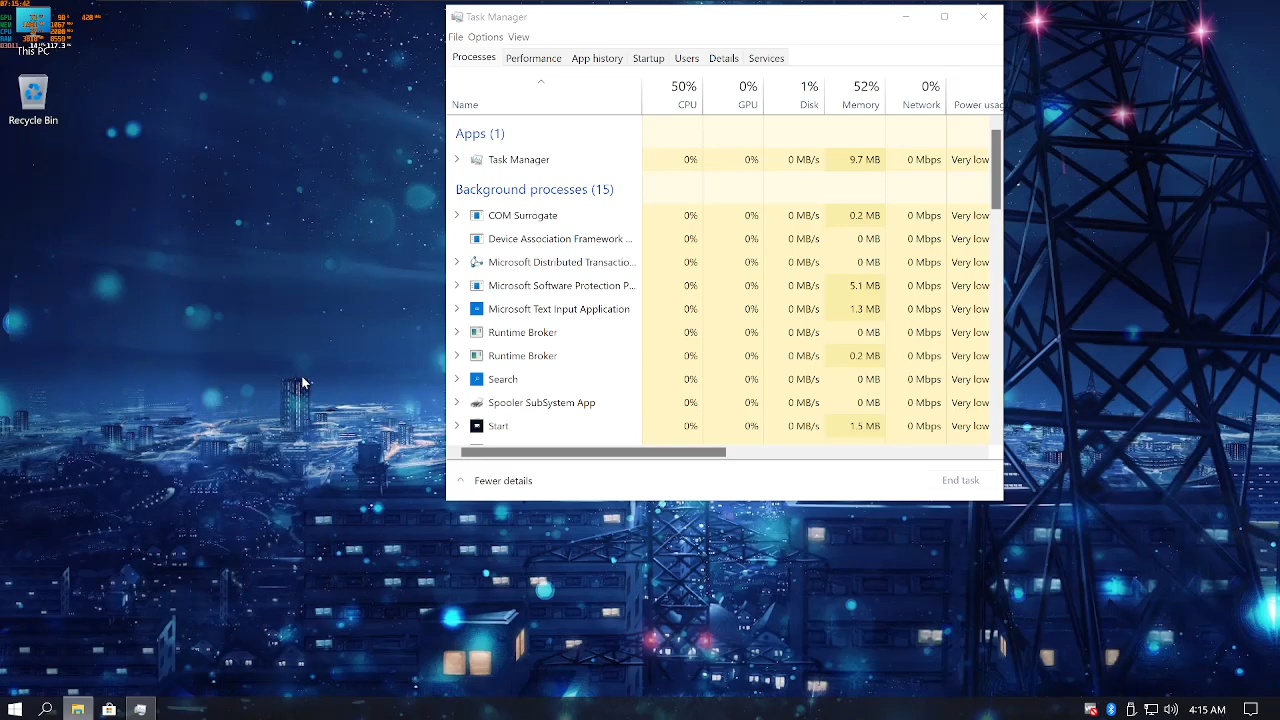 07:15:42
This PC
Recycle Bin
Task Manager
File Options View
Processes Performance App history Startup Users Details Services
50% 0% 1% 52% 0%
Name CPU GPU Disk Memory Network Power usag
Apps (1)
Task Manager 0% 0% 0 MB/s 9.7 MB 0 Mbps Very low
Background processes (15)
COM Surrogate 0% 0% 0 MB/s 0.2 MB 0 Mbps Very low
Device Association Framework ... 0% 0% 0 MB/s 0 MB 0 Mbps Very low
Microsoft Distributed Transactio... 0% 0% 0 MB/s 0 MB 0 Mbps Very low
Microsoft Software Protection P... 0% 0% 0 MB/s 5.1 MB 0 Mbps Very low
Microsoft Text Input Application 0% 0% 0 MB/s 1.3 MB 0 Mbps Very low
Runtime Broker 0% 0% 0 MB/s 0 MB 0 Mbps Very low
Runtime Broker 0% 0% 0 MB/s 0.2 MB 0 Mbps Very low
Search 0% 0% 0 MB/s 0 MB 0 Mbps Very low
Spooler SubSystem App 0% 0% 0 MB/s 0 MB 0 Mbps Very low
Start 0% 0% 0 MB/s 1.5 MB 0 Mbps Very low
Fewer details
End task
4:15 AM